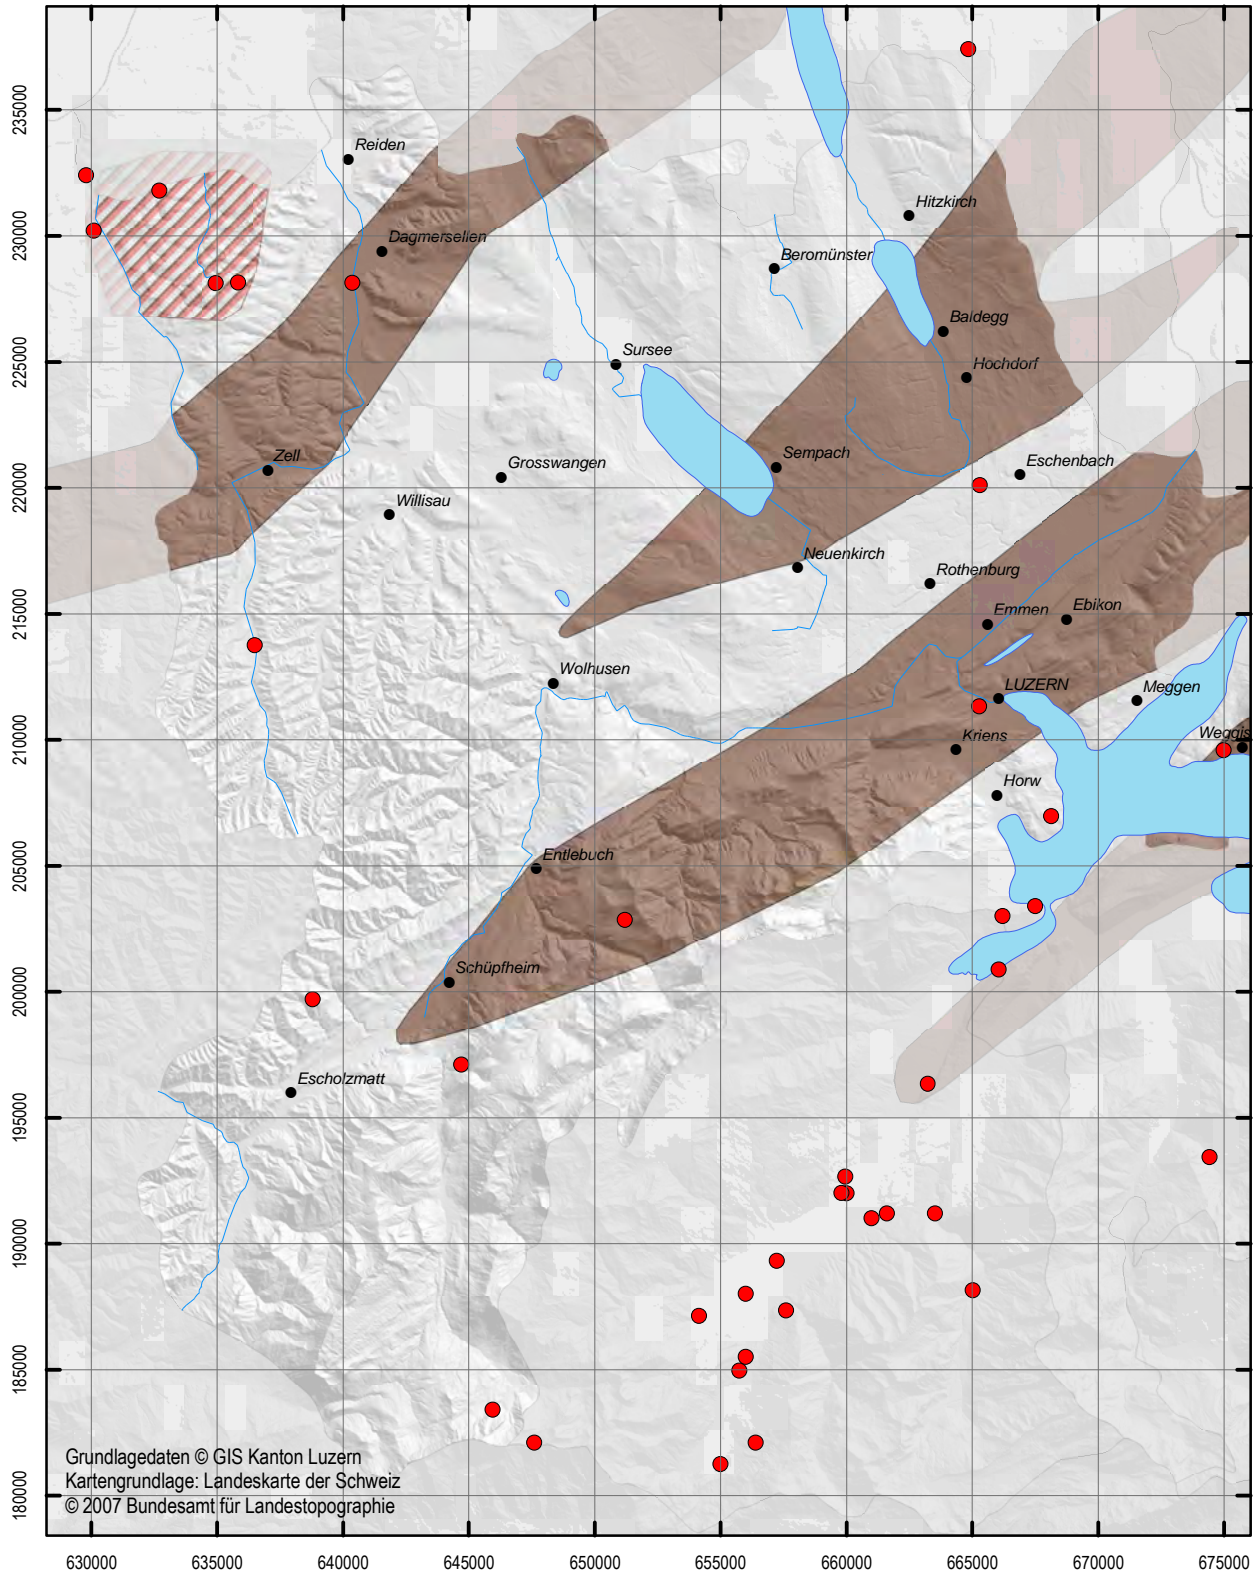 235000
Reiden
Hitzkirch
230000
Dagmersellen
Beromünster
Baldegg
225000
Sursee
Hochdorf
Zell
Grosswangen
Sempach
Eschenbach
220000
Willisau
Neuenkirch
Rothenburg
215000
Emmen
Ebikon
Wolhusen
LUZERN
Meggen
210000
Kriens
Weggis
Horw
205000
Entlebuch
Schüpfheim
200000
Escholzmatt
195000
190000
185000
Grundlagedaten © GIS Kanton Luzern
Kartengrundlage: Landeskarte der Schweiz
© 2007 Bundesamt für Landestopographie
180000
630000 635000 640000 645000 650000 655000 660000 665000 670000 675000